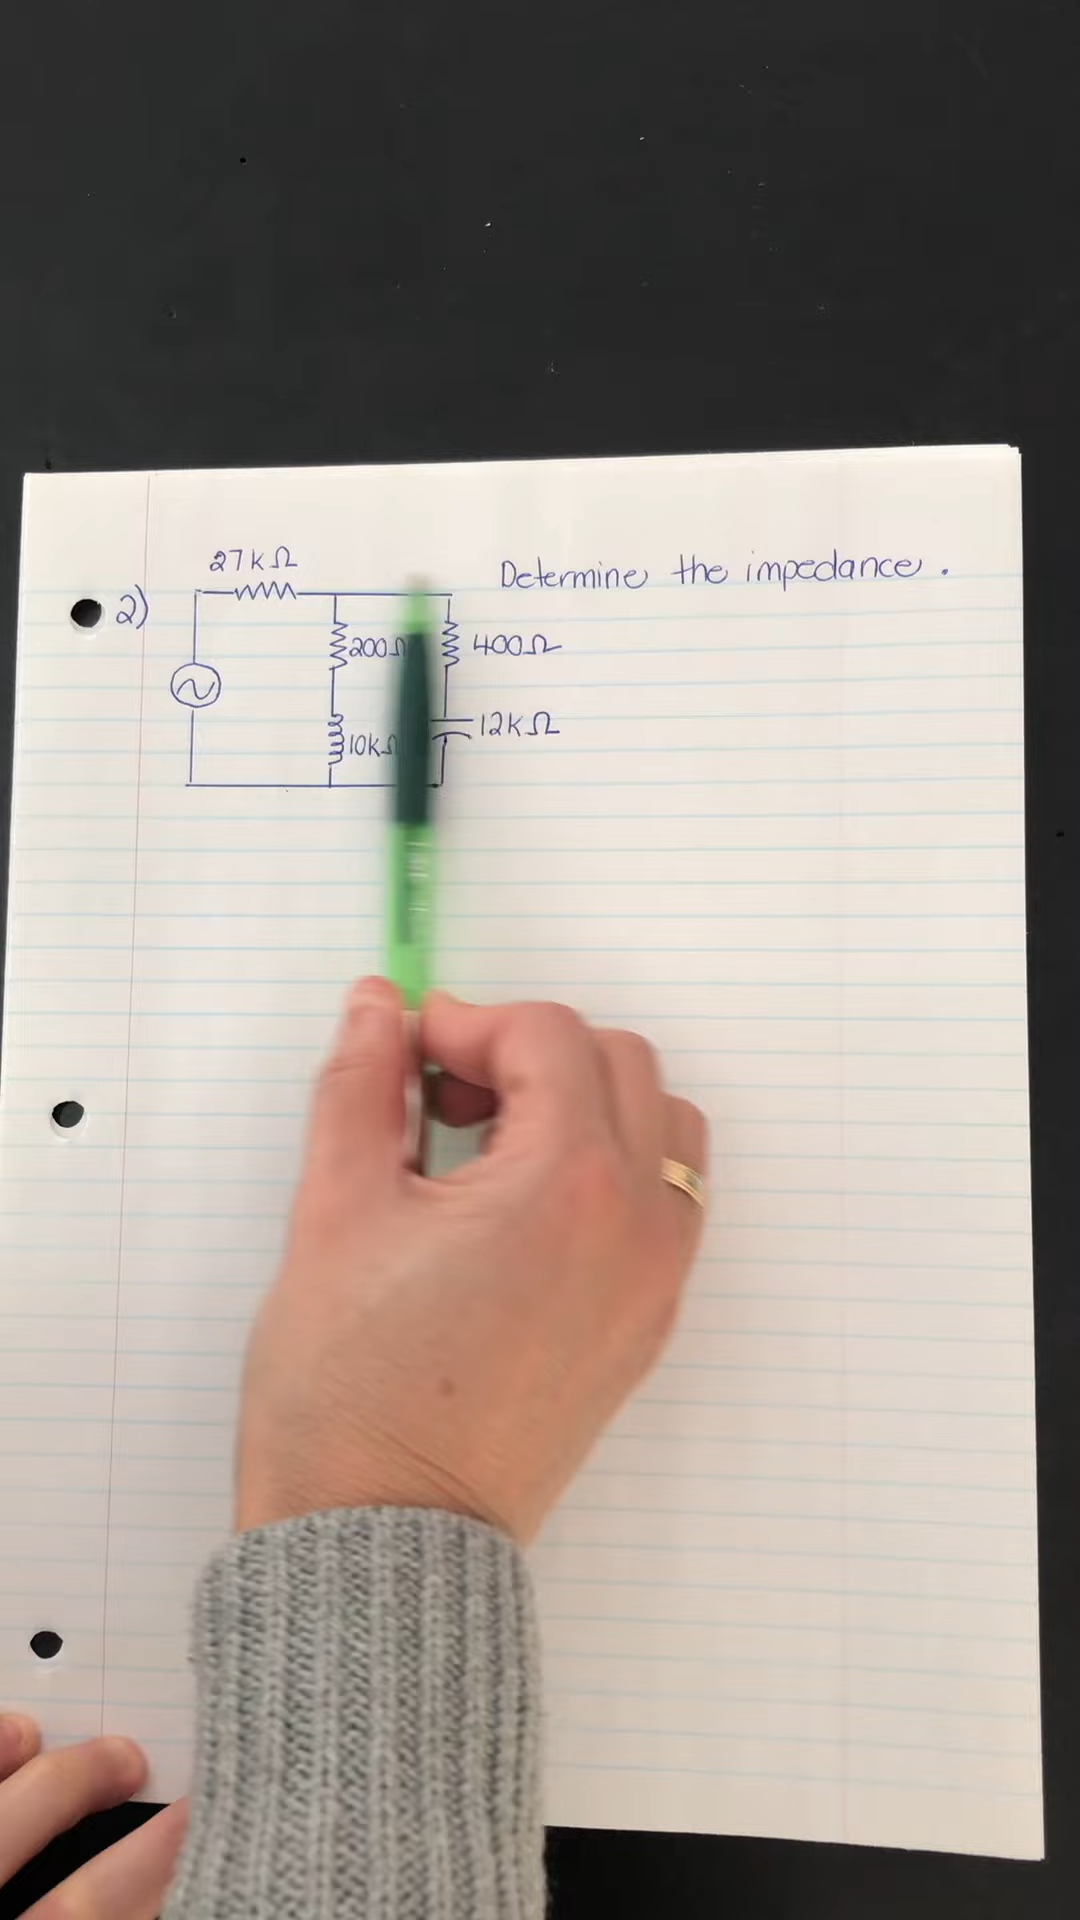 27kΩ
Determine the impedance.
2)
200Ω
400Ω
10kΩ
12kΩ